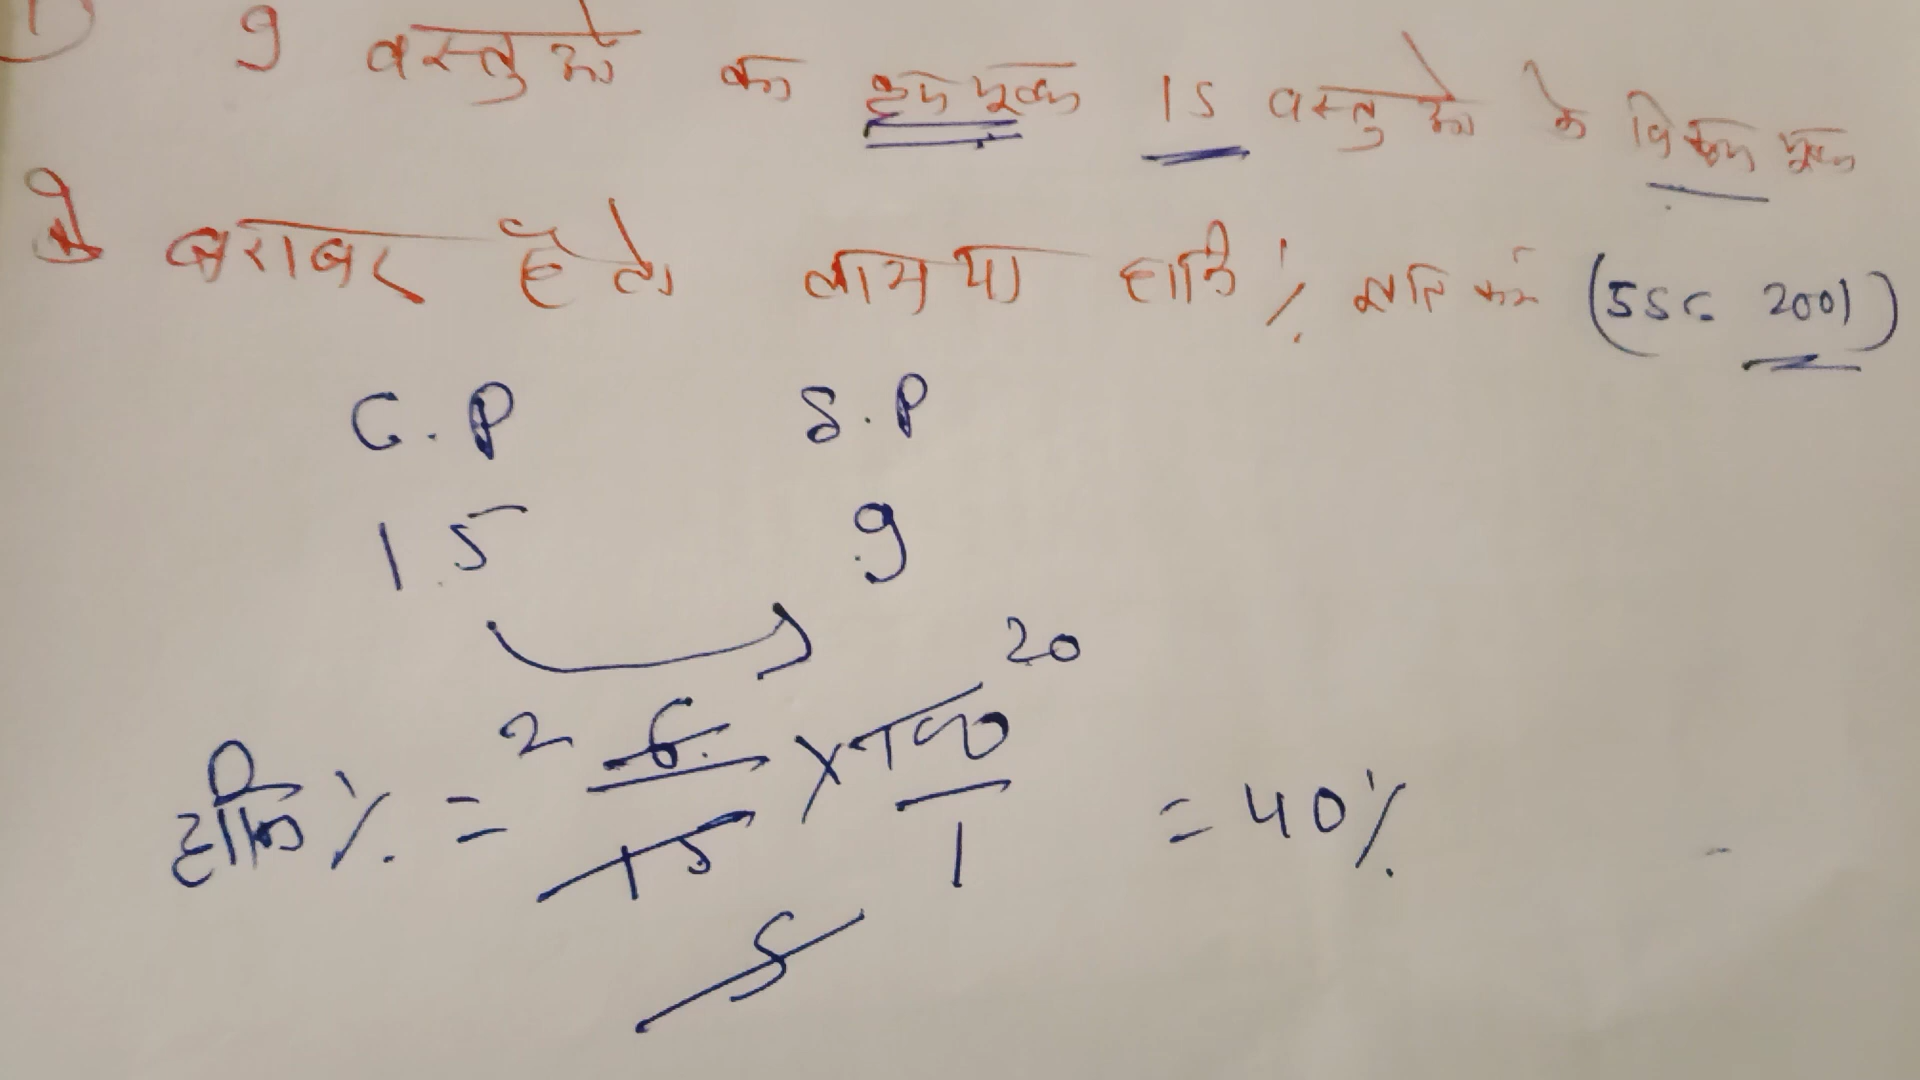 1) 9 वस्तुओ का क्रय मूल्य 15 वस्तुओ के विक्रय मूल्य
के बराबर है तो लाभ या हानि % ज्ञात करे (SSC 2001)
C.P S.P
15 9
20
2 6 100
हानि % = × = 40%
15 1
5